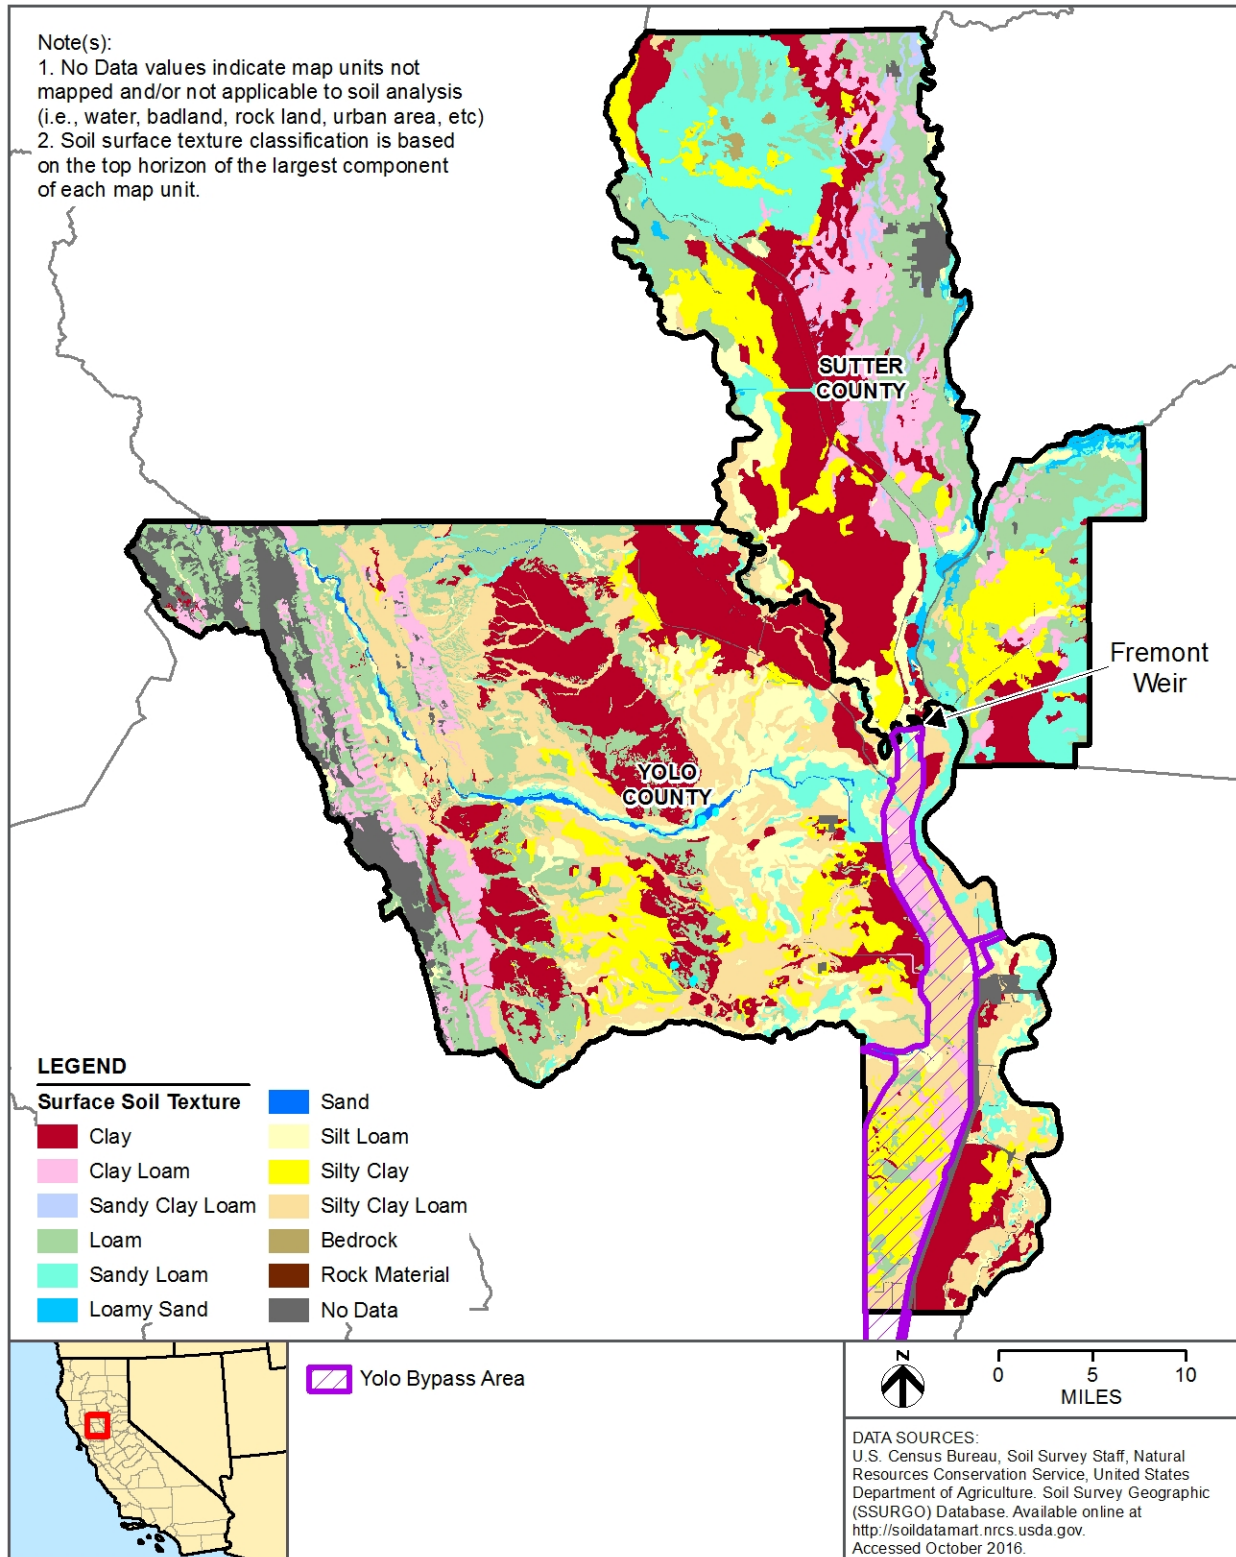 Note(s):
1. No Data values indicate map units not
mapped and/or not applicable to soil analysis
(i.e., water, badland, rock land, urban area, etc)
2. Soil surface texture classification is based
on the top horizon of the largest component
of each map unit.
SUTTER
COUNTY
Fremont
Weir
YOLO
COUNTY
LEGEND
Surface Soil Texture
Clay
Clay Loam
Sandy Clay Loam
Loam
Sandy Loam
Loamy Sand
Sand
Silt Loam
Silty Clay
Silty Clay Loam
Bedrock
Rock Material
No Data
Yolo Bypass Area
N
0 5 10
MILES
DATA SOURCES:
U.S. Census Bureau, Soil Survey Staff, Natural
Resources Conservation Service, United States
Department of Agriculture. Soil Survey Geographic
(SSURGO) Database. Available online at
http://soildatamart.nrcs.usda.gov.
Accessed October 2016.